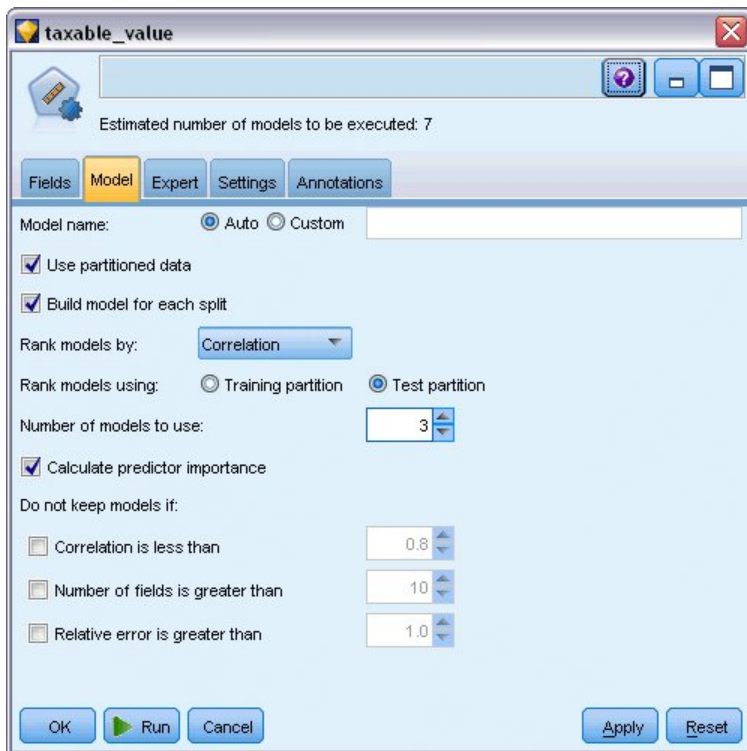 taxable_value
Estimated number of models to be executed: 7
Fields Model Expert Settings Annotations
Model name: Auto Custom
Use partitioned data
Build model for each split
Rank models by: Correlation
Rank models using: Training partition Test partition
Number of models to use: 3
Calculate predictor importance
Do not keep models if:
Correlation is less than 0.8
Number of fields is greater than 10
Relative error is greater than 1.0
OK Run Cancel Apply Reset